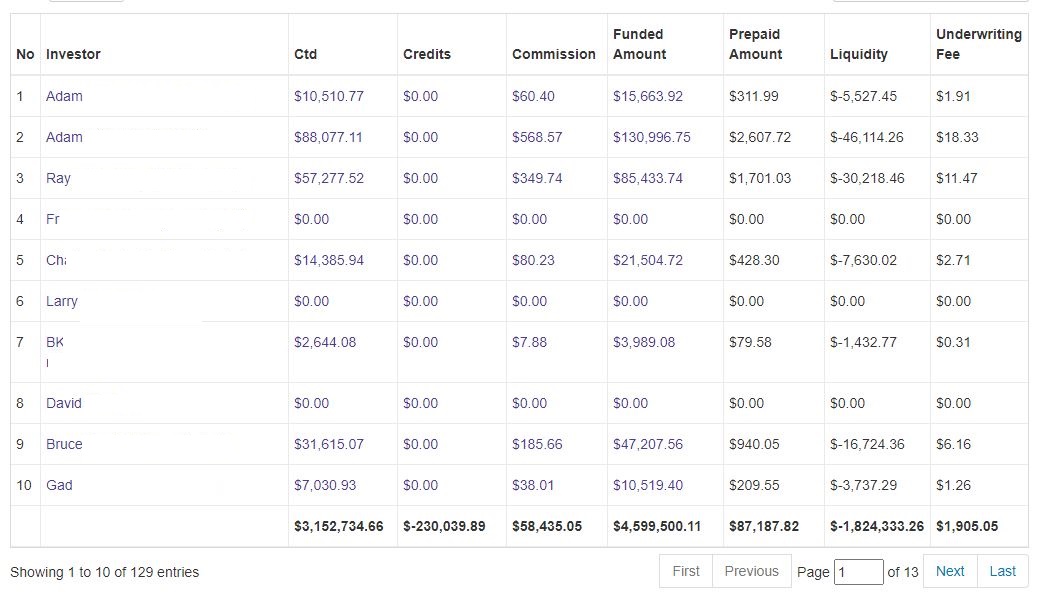 No Investor Ctd Credits Commission Funded Amount Prepaid Amount Liquidity Underwriting Fee
1 Adam $10,510.77 $0.00 $60.40 $15,663.92 $311.99 $-5,527.45 $1.91
2 Adam $88,077.11 $0.00 $568.57 $130,996.75 $2,607.72 $-46,114.26 $18.33
3 Ray $57,277.52 $0.00 $349.74 $85,433.74 $1,701.03 $-30,218.46 $11.47
4 Fr $0.00 $0.00 $0.00 $0.00 $0.00 $0.00 $0.00
5 $14,385.94 $0.00 $80.23 $21,504.72 $428.30 $-7,630.02 $2.71
6 Larry $0.00 $0.00 $0.00 $0.00 $0.00 $0.00 $0.00
7 BK $2,644.08 $0.00 $7.88 $3,989.08 $79.58 $-1,432.77 $0.31
8 David $0.00 $0.00 $0.00 $0.00 $0.00 $0.00 $0.00
9 Bruce $31,615.07 $0.00 $185.66 $47,207.56 $940.05 $-16,724.36 $6.16
10 Gad $7,030.93 $0.00 $38.01 $10,519.40 $209.55 $-3,737.29 $1.26
$3,152,734.66 $-230,039.89 $58,435.05 $4,599,500.11 $87,187.82 $-1,824,333.26 $1,905.05
Showing 1 to 10 of 129 entries First Previous Page 1 of 13 Next Last